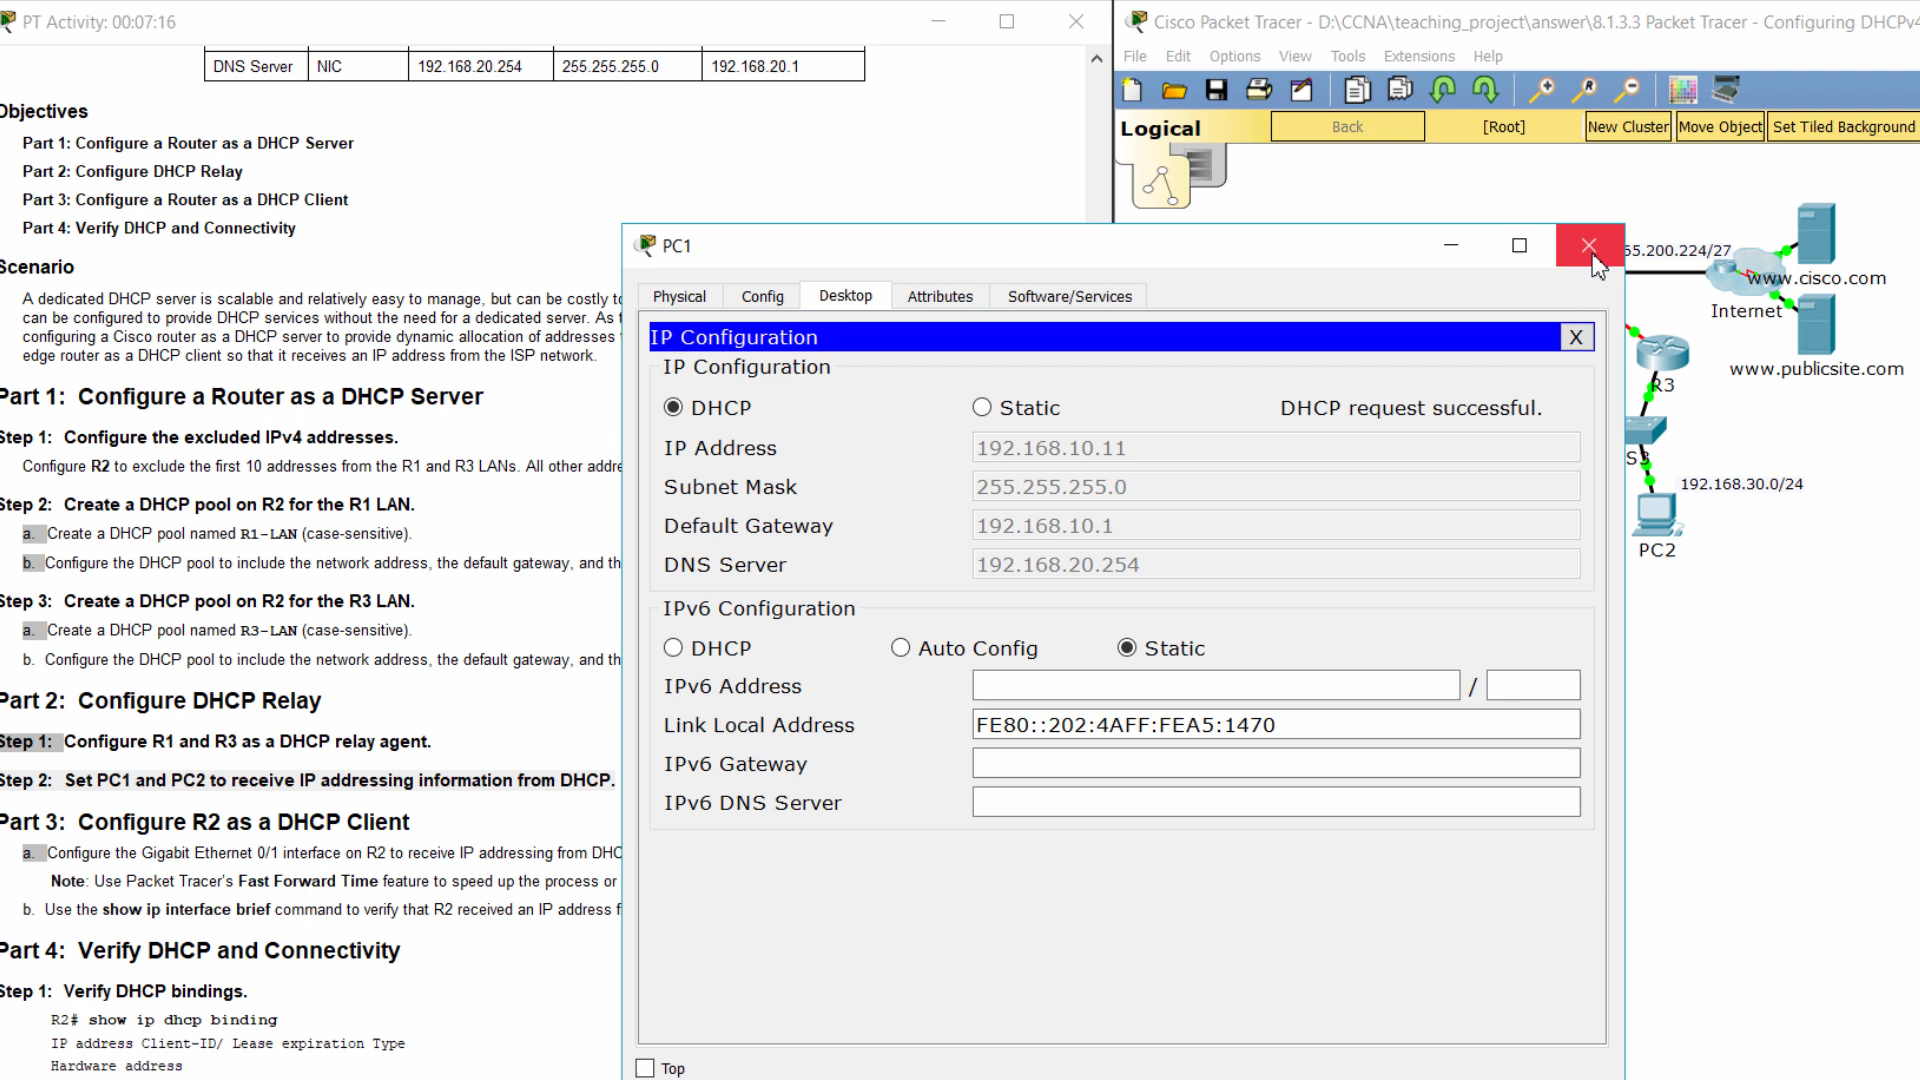 PT Activity: 00:07:16
DNS Server NIC 192.168.20.254 255.255.255.0 192.168.20.1
Objectives
Part 1: Configure a Router as a DHCP Server
Part 2: Configure DHCP Relay
Part 3: Configure a Router as a DHCP Client
Part 4: Verify DHCP and Connectivity
Scenario
A dedicated DHCP server is scalable and relatively easy to manage, but can be costly to
can be configured to provide DHCP services without the need for a dedicated server. As
configuring a Cisco router as a DHCP server to provide dynamic allocation of addresses
edge router as a DHCP client so that it receives an IP address from the ISP network.
Part 1: Configure a Router as a DHCP Server
Step 1: Configure the excluded IPv4 addresses.
Configure R2 to exclude the first 10 addresses from the R1 and R3 LANs. All other
Step 2: Create a DHCP pool on R2 for the R1 LAN.
a. Create a DHCP pool named R1-LAN (case-sensitive).
b. Configure the DHCP pool to include the network address, the default gateway, and
Step 3: Create a DHCP pool on R2 for the R3 LAN.
a. Create a DHCP pool named R3-LAN (case-sensitive).
b. Configure the DHCP pool to include the network address, the default gateway, and
Part 2: Configure DHCP Relay
Step 1: Configure R1 and R3 as a DHCP relay agent.
Step 2: Set PC1 and PC2 to receive IP addressing information from DHCP.
Part 3: Configure R2 as a DHCP Client
a. Configure the Gigabit Ethernet 0/1 interface on R2 to receive IP addressing from
Note: Use Packet Tracer's Fast Forward Time feature to speed up the process or
b. Use the show ip interface brief command to verify that R2 received an IP address
Part 4: Verify DHCP and Connectivity
Step 1: Verify DHCP bindings.
R2# show ip dhcp binding
IP address Client-ID/ Lease expiration Type
Hardware address
Cisco Packet Tracer - D:\CCNA\teaching_project\answer\8.1.3.3 Packet Tracer - Configuring DHCPv4
File Edit Options View Tools Extensions Help
Logical Back [Root] New Cluster Move Object Set Tiled Background
PC1
Physical Config Desktop Attributes Software/Services
IP Configuration X
IP Configuration
DHCP Static DHCP request successful.
IP Address 192.168.10.11
Subnet Mask 255.255.255.0
Default Gateway 192.168.10.1
DNS Server 192.168.20.254
IPv6 Configuration
DHCP Auto Config Static
IPv6 Address /
Link Local Address FE80::202:4AFF:FEA5:1470
IPv6 Gateway
IPv6 DNS Server
Top
55.200.224/27
www.cisco.com
Internet
www.publicsite.com
R3
S3
192.168.30.0/24
PC2